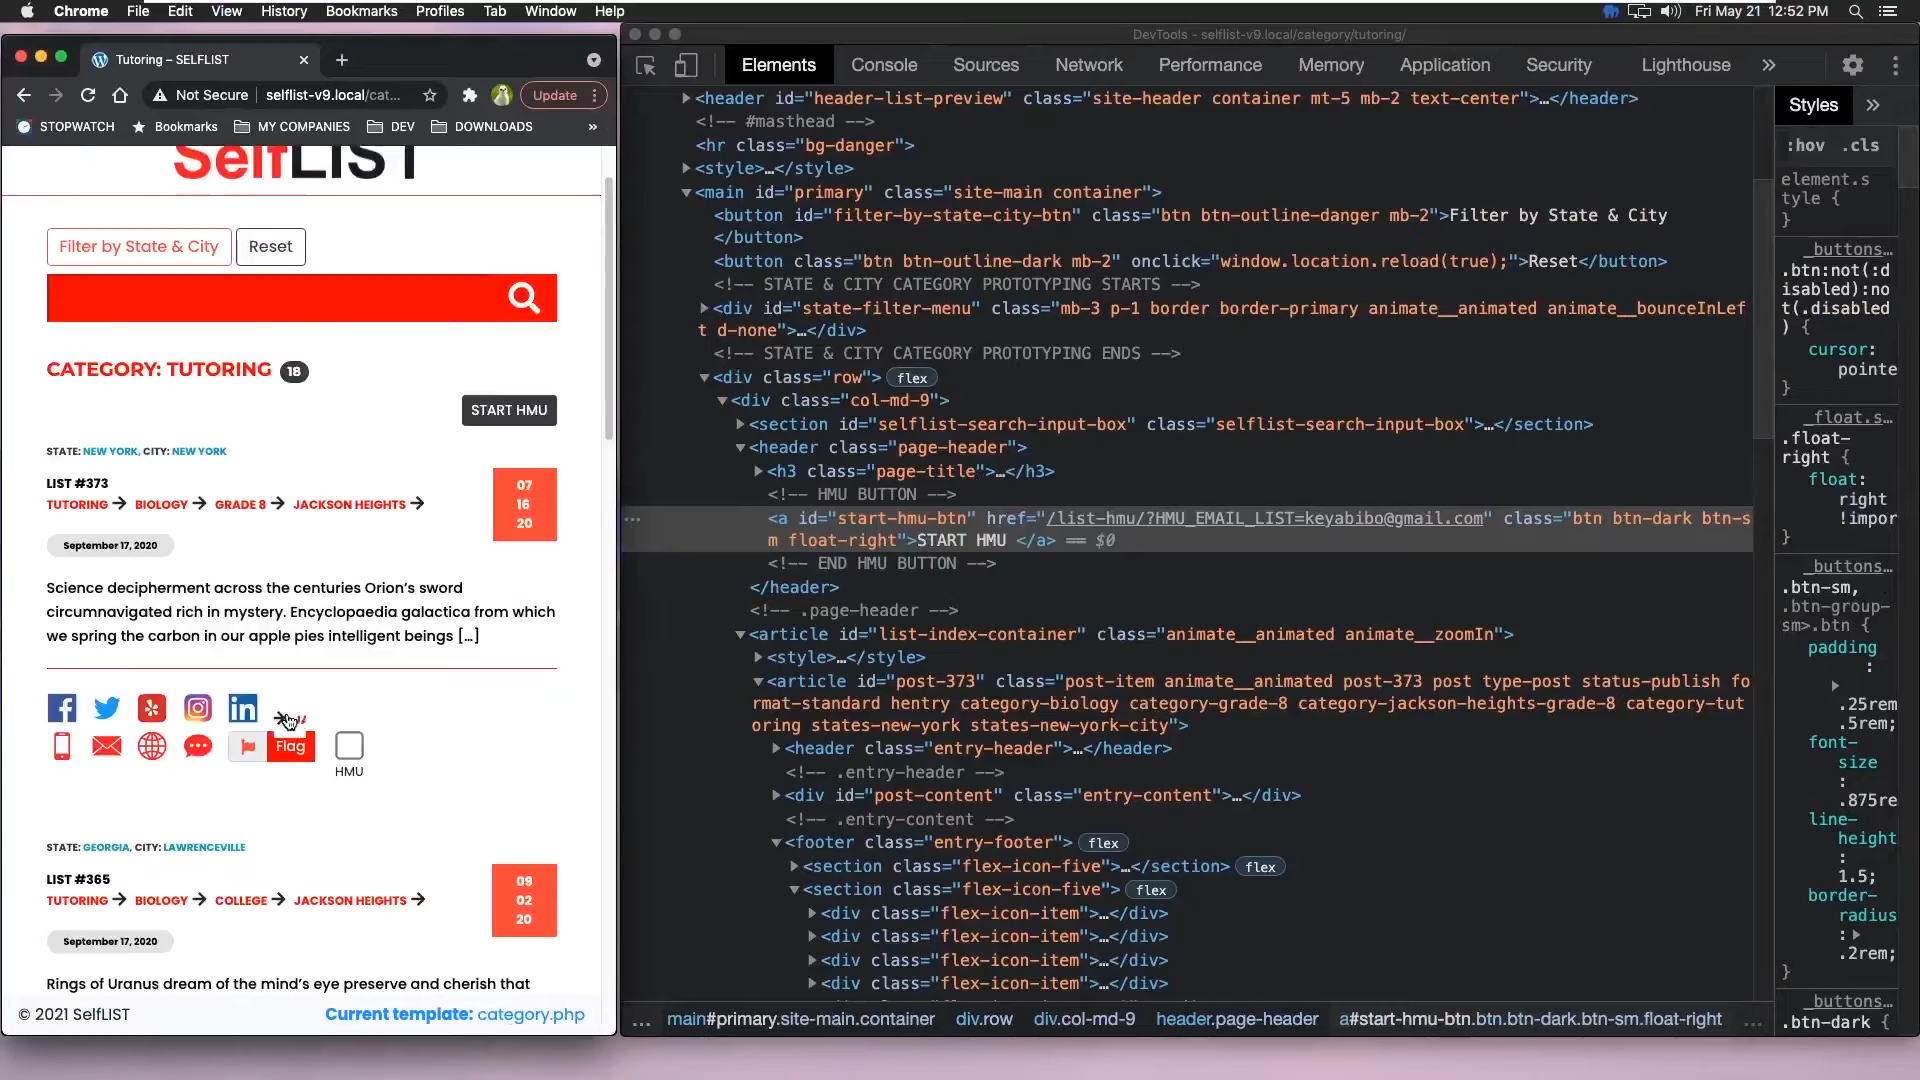 Chrome File Edit View History Bookmarks Profiles Tab Window Help Fri May 21 12:52 PM
DevTools - selflist-v9.local/category/tutoring/
Tutoring – SELFLIST
Not Secure selflist-v9.local/cat... Update
STOPWATCH Bookmarks MY COMPANIES DEV DOWNLOADS »
SelfLIST
Filter by State & City Reset
CATEGORY: TUTORING 18
START HMU
STATE: NEW YORK, CITY: NEW YORK
LIST #373
TUTORING BIOLOGY GRADE 8 JACKSON HEIGHTS
07
16
20
September 17, 2020
Science decipherment across the centuries Orion’s sword
circumnavigated rich in mystery. Encyclopaedia galactica from which
we spring the carbon in our apple pies intelligent beings […]
Flag
HMU
STATE: GEORGIA, CITY: LAWRENCEVILLE
LIST #365
TUTORING BIOLOGY COLLEGE JACKSON HEIGHTS
09
02
20
September 17, 2020
Rings of Uranus dream of the mind’s eye preserve and cherish that
© 2021 SelfLIST Current template: category.php
Elements Console Sources Network Performance Memory Application Security Lighthouse »
<header id="header-list-preview" class="site-header container mt-5 mb-2 text-center">…</header>
<!-- #masthead -->
<hr class="bg-danger">
<style>…</style>
<main id="primary" class="site-main container">
<button id="filter-by-state-city-btn" class="btn btn-outline-danger mb-2">Filter by State & City
</button>
<button class="btn btn-outline-dark mb-2" onclick="window.location.reload(true);">Reset</button>
<!-- STATE & CITY CATEGORY PROTOTYPING STARTS -->
<div id="state-filter-menu" class="mb-3 p-1 border border-primary animate__animated animate__bounceInLef
t d-none">…</div>
<!-- STATE & CITY CATEGORY PROTOTYPING ENDS -->
<div class="row"> flex
<div class="col-md-9">
<section id="selflist-search-input-box" class="selflist-search-input-box">…</section>
<header class="page-header">
<h3 class="page-title">…</h3>
<!-- HMU BUTTON -->
… <a id="start-hmu-btn" href="/list-hmu/?HMU_EMAIL_LIST=keyabibo@gmail.com" class="btn btn-dark btn-s
m float-right">START HMU </a> == $0
<!-- END HMU BUTTON -->
</header>
<!-- .page-header -->
<article id="list-index-container" class="animate__animated animate__zoomIn">
<style>…</style>
<article id="post-373" class="post-item animate__animated post-373 post type-post status-publish fo
rmat-standard hentry category-biology category-grade-8 category-jackson-heights-grade-8 category-tut
oring states-new-york states-new-york-city">
<header class="entry-header">…</header>
<!-- .entry-header -->
<div id="post-content" class="entry-content">…</div>
<!-- .entry-content -->
<footer class="entry-footer"> flex
<section class="flex-icon-five">…</section> flex
<section class="flex-icon-five"> flex
<div class="flex-icon-item">…</div>
<div class="flex-icon-item">…</div>
<div class="flex-icon-item">…</div>
<div class="flex-icon-item">…</div>
… main#primary.site-main.container div.row div.col-md-9 header.page-header a#start-hmu-btn.btn.btn-dark.btn-sm.float-right …
Styles »
:hov .cls
element.s
tyle {
}
_buttons…
.btn:not(:d
isabled):no
t(.disabled
) {
cursor:
pointe
}
_float.s…
.float-
right {
float:
right
!impor
}
_buttons…
.btn-sm,
.btn-group-
sm>.btn {
padding
:
.25rem
.5rem;
font-
size
:
.875re
line-
height
:
1.5;
border-
radius
:
.2rem;
}
_buttons…
.btn-dark {